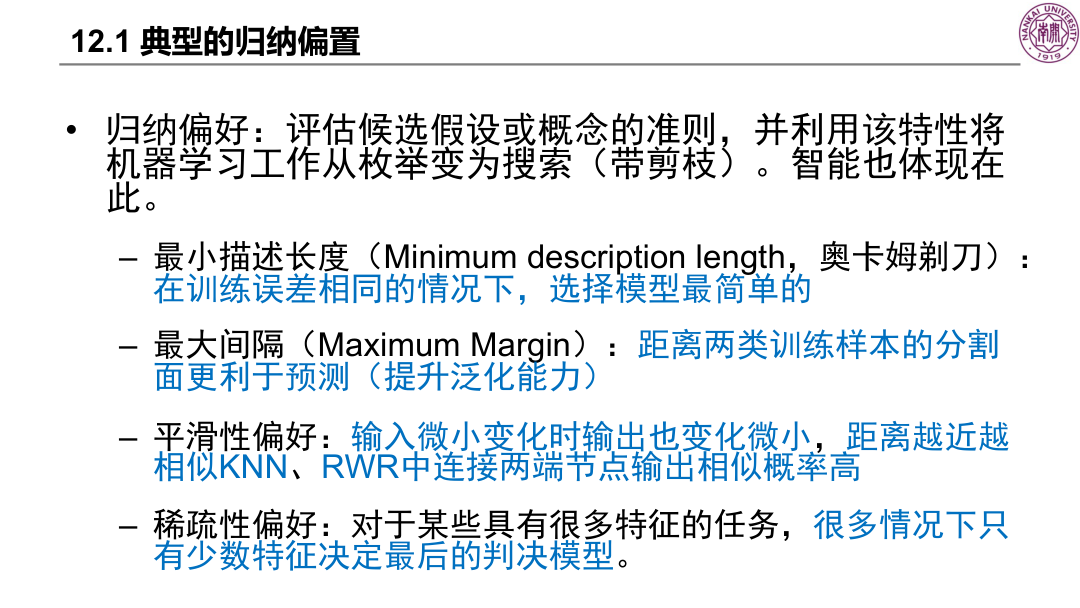 12.1 典型的归纳偏置
NANKAI UNIVERSITY
南開
1919
• 归纳偏好：评估候选假设或概念的准则，并利用该特性将
机器学习工作从枚举变为搜索（带剪枝）。智能也体现在
此。
– 最小描述长度（Minimum description length，奥卡姆剃刀）：
在训练误差相同的情况下，选择模型最简单的
– 最大间隔（Maximum Margin）：距离两类训练样本的分割
面更利于预测（提升泛化能力）
– 平滑性偏好：输入微小变化时输出也变化微小，距离越近越
相似KNN、RWR中连接两端节点输出相似概率高
– 稀疏性偏好：对于某些具有很多特征的任务，很多情况下只
有少数特征决定最后的判决模型。